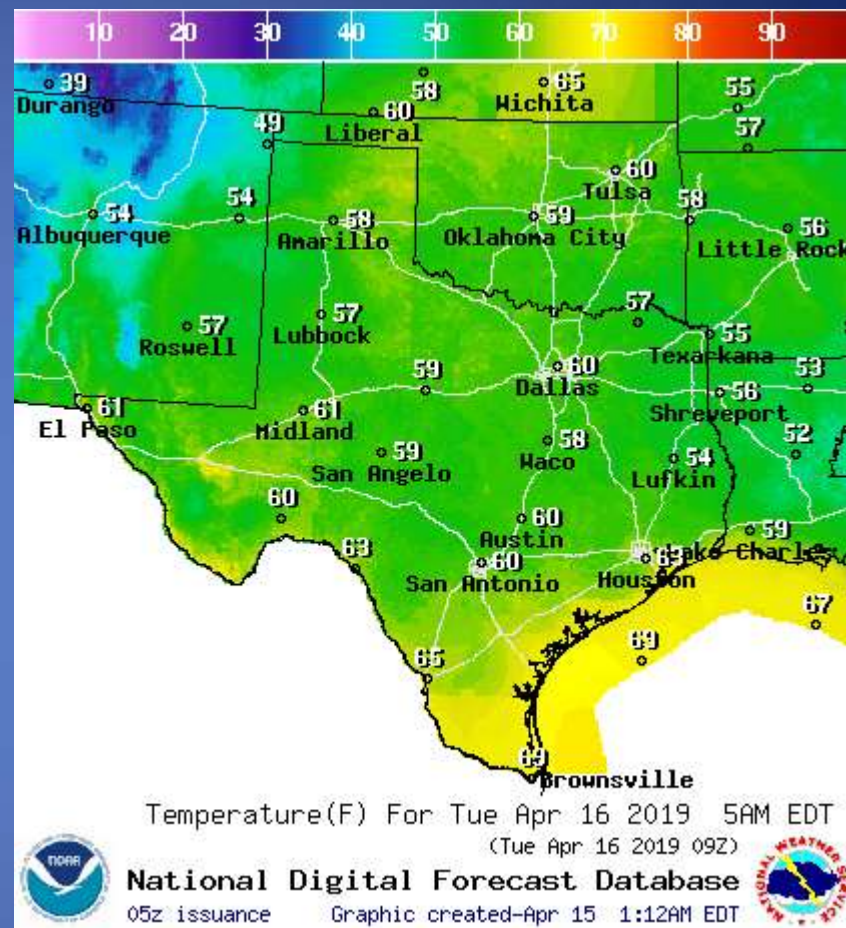 10 20 30 40 50 60 70 80 90
39 58 65 55
Durango Wichita
60
Liberal
49 57
60
Tulsa
54 54 58 59 58 56
Albuquerque Amarillo Oklahoma City Little Rock
57 57 57 55
Roswell Lubbock Texarkana
59 60 53
Dallas
61 61 56
El Paso Midland Shreveport
59 58 54 52
San Angelo Waco Lufkin
60 60 59
Austin
63 60 63 Lake Charles
San Antonio Houston
67
65 69
69
Brownsville
Temperature(F) For Tue Apr 16 2019 5AM EDT
(Tue Apr 16 2019 09Z)
NOAA
National Digital Forecast Database
05z issuance Graphic created-Apr 15 1:12AM EDT
NATIONAL WEATHER SERVICE